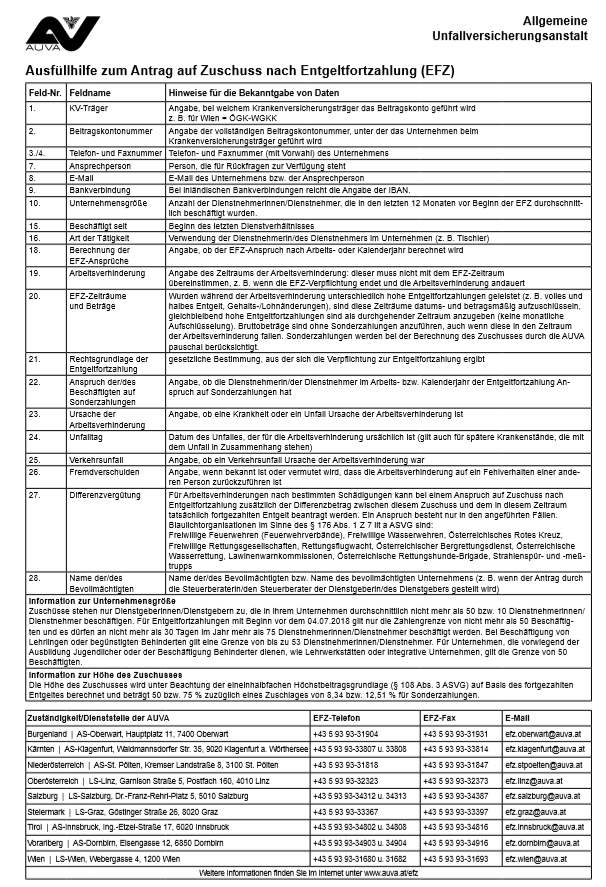 AUVA
Allgemeine
Unfallversicherungsanstalt
Ausfüllhilfe zum Antrag auf Zuschuss nach Entgeltfortzahlung (EFZ)
Feld-Nr. Feldname Hinweise für die Bekanntgabe von Daten
1. KV-Träger Angabe, bei welchem Krankenversicherungsträger das Beitragskonto geführt wird
z. B. für Wien = ÖGK-WGKK
2. Beitragskontonummer Angabe der vollständigen Beitragskontonummer, unter der das Unternehmen beim
Krankenversicherungsträger geführt wird
3./4. Telefon- und Faxnummer Telefon- und Faxnummer (mit Vorwahl) des Unternehmens
7. Ansprechperson Person, die für Rückfragen zur Verfügung steht
8. E-Mail E-Mail des Unternehmens bzw. der Ansprechperson
9. Bankverbindung Bei inländischen Bankverbindungen reicht die Angabe der IBAN.
10. Unternehmensgröße Anzahl der Dienstnehmerinnen/Dienstnehmer, die in den letzten 12 Monaten vor Beginn der EFZ durchschnitt-
lich beschäftigt wurden.
15. Beschäftigt seit Beginn des letzten Dienstverhältnisses
16. Art der Tätigkeit Verwendung der Dienstnehmerin/des Dienstnehmers im Unternehmen (z. B. Tischler)
18. Berechnung der Angabe, ob der EFZ-Anspruch nach Arbeits- oder Kalenderjahr berechnet wird
EFZ-Ansprüche
19. Arbeitsverhinderung Angabe des Zeitraums der Arbeitsverhinderung: dieser muss nicht mit dem EFZ-Zeitraum
übereinstimmen, z. B. wenn die EFZ-Verpflichtung endet und die Arbeitsverhinderung andauert
20. EFZ-Zeiträume Wurden während der Arbeitsverhinderung unterschiedlich hohe Entgeltfortzahlungen geleistet (z. B. volles und
und Beträge halbes Entgelt, Gehalts-/Lohnänderungen), sind diese Zeiträume datums- und betragsmäßig aufzuschlüsseln,
gleichbleibend hohe Entgeltfortzahlungen sind als durchgehender Zeitraum anzugeben (keine monatliche
Aufschlüsselung). Bruttobeträge sind ohne Sonderzahlungen anzuführen, auch wenn diese in den Zeitraum
der Arbeitsverhinderung fallen. Sonderzahlungen werden bei der Berechnung des Zuschusses durch die AUVA
pauschal berücksichtigt.
21. Rechtsgrundlage der gesetzliche Bestimmung, aus der sich die Verpflichtung zur Entgeltfortzahlung ergibt
Entgeltfortzahlung
22. Anspruch der/des Angabe, ob die Dienstnehmerin/der Dienstnehmer im Arbeits- bzw. Kalenderjahr der Entgeltfortzahlung An-
Beschäftigten auf spruch auf Sonderzahlungen hat
Sonderzahlungen
23. Ursache der Angabe, ob eine Krankheit oder ein Unfall Ursache der Arbeitsverhinderung ist
Arbeitsverhinderung
24. Unfalltag Datum des Unfalles, der für die Arbeitsverhinderung ursächlich ist (gilt auch für spätere Krankenstände, die mit
dem Unfall in Zusammenhang stehen)
25. Verkehrsunfall Angabe, ob ein Verkehrsunfall Ursache der Arbeitsverhinderung war
26. Fremdverschulden Angabe, wenn bekannt ist oder vermutet wird, dass die Arbeitsverhinderung auf ein Fehlverhalten einer ande-
ren Person zurückzuführen ist
27. Differenzvergütung Für Arbeitsverhinderungen nach bestimmten Schädigungen kann bei einem Anspruch auf Zuschuss nach
Entgeltfortzahlung zusätzlich der Differenzbetrag zwischen diesem Zuschuss und dem in diesem Zeitraum
tatsächlich fortgezahlten Entgelt beantragt werden. Ein Anspruch besteht nur in den angeführten Fällen.
Blaulichtorganisationen im Sinne des § 176 Abs. 1 Z 7 lit a ASVG sind:
Freiwillige Feuerwehren (Feuerwehrverbände), Freiwillige Wasserwehren, Österreichisches Rotes Kreuz,
Freiwillige Rettungsgesellschaften, Rettungsflugwacht, Österreichischer Bergrettungsdienst, Österreichische
Wasserrettung, Lawinenwarnkommissionen, Österreichische Rettungshunde-Brigade, Strahlenspür- und -meß-
trupps
28. Name der/des Name der/des Bevollmächtigten bzw. Name des bevollmächtigten Unternehmens (z. B. wenn der Antrag durch
Bevollmächtigten die Steuerberaterin/den Steuerberater der Dienstgeberin/des Dienstgebers gestellt wird)
Information zur Unternehmensgröße
Zuschüsse stehen nur Dienstgeberinnen/Dienstgebern zu, die in ihrem Unternehmen durchschnittlich nicht mehr als 50 bzw. 10 Dienstnehmerinnen/
Dienstnehmer beschäftigen. Für Entgeltfortzahlungen mit Beginn vor dem 04.07.2018 gilt nur die Zahlengrenze von nicht mehr als 50 Beschäftig-
ten und es dürfen an nicht mehr als 30 Tagen im Jahr mehr als 75 Dienstnehmerinnen/Dienstnehmer beschäftigt werden. Bei Beschäftigung von
Lehrlingen oder begünstigten Behinderten gilt eine Grenze von bis zu 53 Dienstnehmerinnen/Dienstnehmer. Für Unternehmen, die vorwiegend der
Ausbildung Jugendlicher oder der Beschäftigung Behinderter dienen, wie Lehrwerkstätten oder Integrative Unternehmen, gilt die Grenze von 50
Beschäftigten.
Information zur Höhe des Zuschusses
Die Höhe des Zuschusses wird unter Beachtung der eineinhalbfachen Höchstbeitragsgrundlage (§ 108 Abs. 3 ASVG) auf Basis des fortgezahlten
Entgeltes berechnet und beträgt 50 bzw. 75 % zuzüglich eines Zuschlages von 8,34 bzw. 12,51 % für Sonderzahlungen.
Zuständigkeit/Dienststelle der AUVA EFZ-Telefon EFZ-Fax E-Mail
Burgenland | AS-Oberwart, Hauptplatz 11, 7400 Oberwart +43 5 93 93-31904 +43 5 93 93-31931 efz.oberwart@auva.at
Kärnten | AS-Klagenfurt, Waidmannsdorfer Str. 35, 9020 Klagenfurt a. Wörthersee +43 5 93 93-33807 u. 33808 +43 5 93 93-33814 efz.klagenfurt@auva.at
Niederösterreich | AS-St. Pölten, Kremser Landstraße 8, 3100 St. Pölten +43 5 93 93-31818 +43 5 93 93-31847 efz.stpoelten@auva.at
Oberösterreich | LS-Linz, Garnison Straße 5, Postfach 160, 4010 Linz +43 5 93 93-32323 +43 5 93 93-32373 efz.linz@auva.at
Salzburg | LS-Salzburg, Dr.-Franz-Rehrl-Platz 5, 5010 Salzburg +43 5 93 93-34312 u. 34313 +43 5 93 93-34387 efz.salzburg@auva.at
Steiermark | LS-Graz, Göstinger Straße 26, 8020 Graz +43 5 93 93-33367 +43 5 93 93-33397 efz.graz@auva.at
Tirol | AS-Innsbruck, Ing.-Etzel-Straße 17, 6020 Innsbruck +43 5 93 93-34802 u. 34808 +43 5 93 93-34816 efz.innsbruck@auva.at
Vorarlberg | AS-Dornbirn, Eisengasse 12, 6850 Dornbirn +43 5 93 93-34903 u. 34904 +43 5 93 93-34916 efz.dornbirn@auva.at
Wien | LS-Wien, Webergasse 4, 1200 Wien +43 5 93 93-31680 u. 31682 +43 5 93 93-31693 efz.wien@auva.at
Weitere Informationen finden Sie im Internet unter www.auva.at/efz